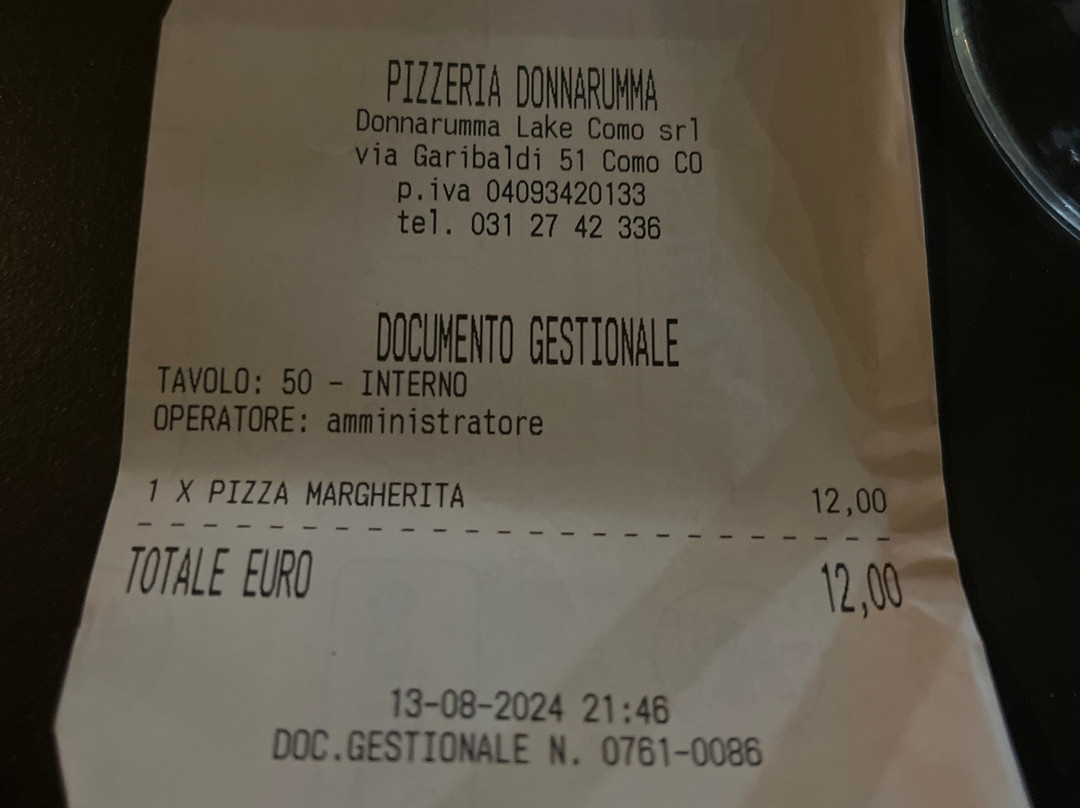 PIZZERIA DONNARUMMA
Donnarumma Lake Como srl
via Garibaldi 51 Como CO
p.iva 04093420133
tel. 031 27 42 336
DOCUMENTO GESTIONALE
TAVOLO: 50 - INTERNO
OPERATORE: amministratore
1 X PIZZA MARGHERITA 12,00
TOTALE EURO 12,00
13-08-2024 21:46
DOC.GESTIONALE N. 0761-0086